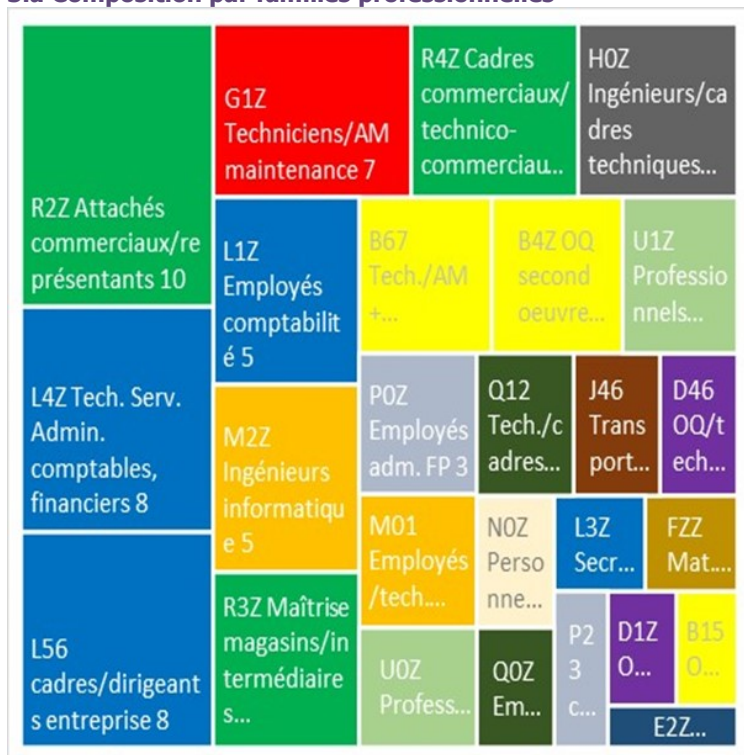 3.a Composition par familles professionnelles
R2Z Attachés
commerciaux/re
présentants 10
L4Z Tech. Serv.
Admin.
comptables,
financiers 8
L56
cadres/dirigeant
s entreprise 8
G1Z
Techniciens/AM
maintenance 7
R4Z Cadres
commerciaux/
technico-
commerciau...
H0Z
Ingénieurs/ca
dres
techniques...
L1Z
Employés
comptabilit
é 5
M2Z
Ingénieurs
informatiqu
e 5
R3Z Maîtrise
magasins/in
termédiaire
s...
B67
Tech./AM
+...
B4Z OQ
second
oeuvre...
U1Z
Professio
nnels...
P0Z
Employés
adm. FP 3
Q12
Tech./c
adres...
J46
Trans
port...
D46
OQ/t
ech...
M01
Employés
/tech....
N0Z
Perso
nne...
L3Z
Secr...
FZZ
Mat....
U0Z
Profess...
Q0Z
Em...
P2
3
c...
D1Z
O...
B15
O...
E2Z...